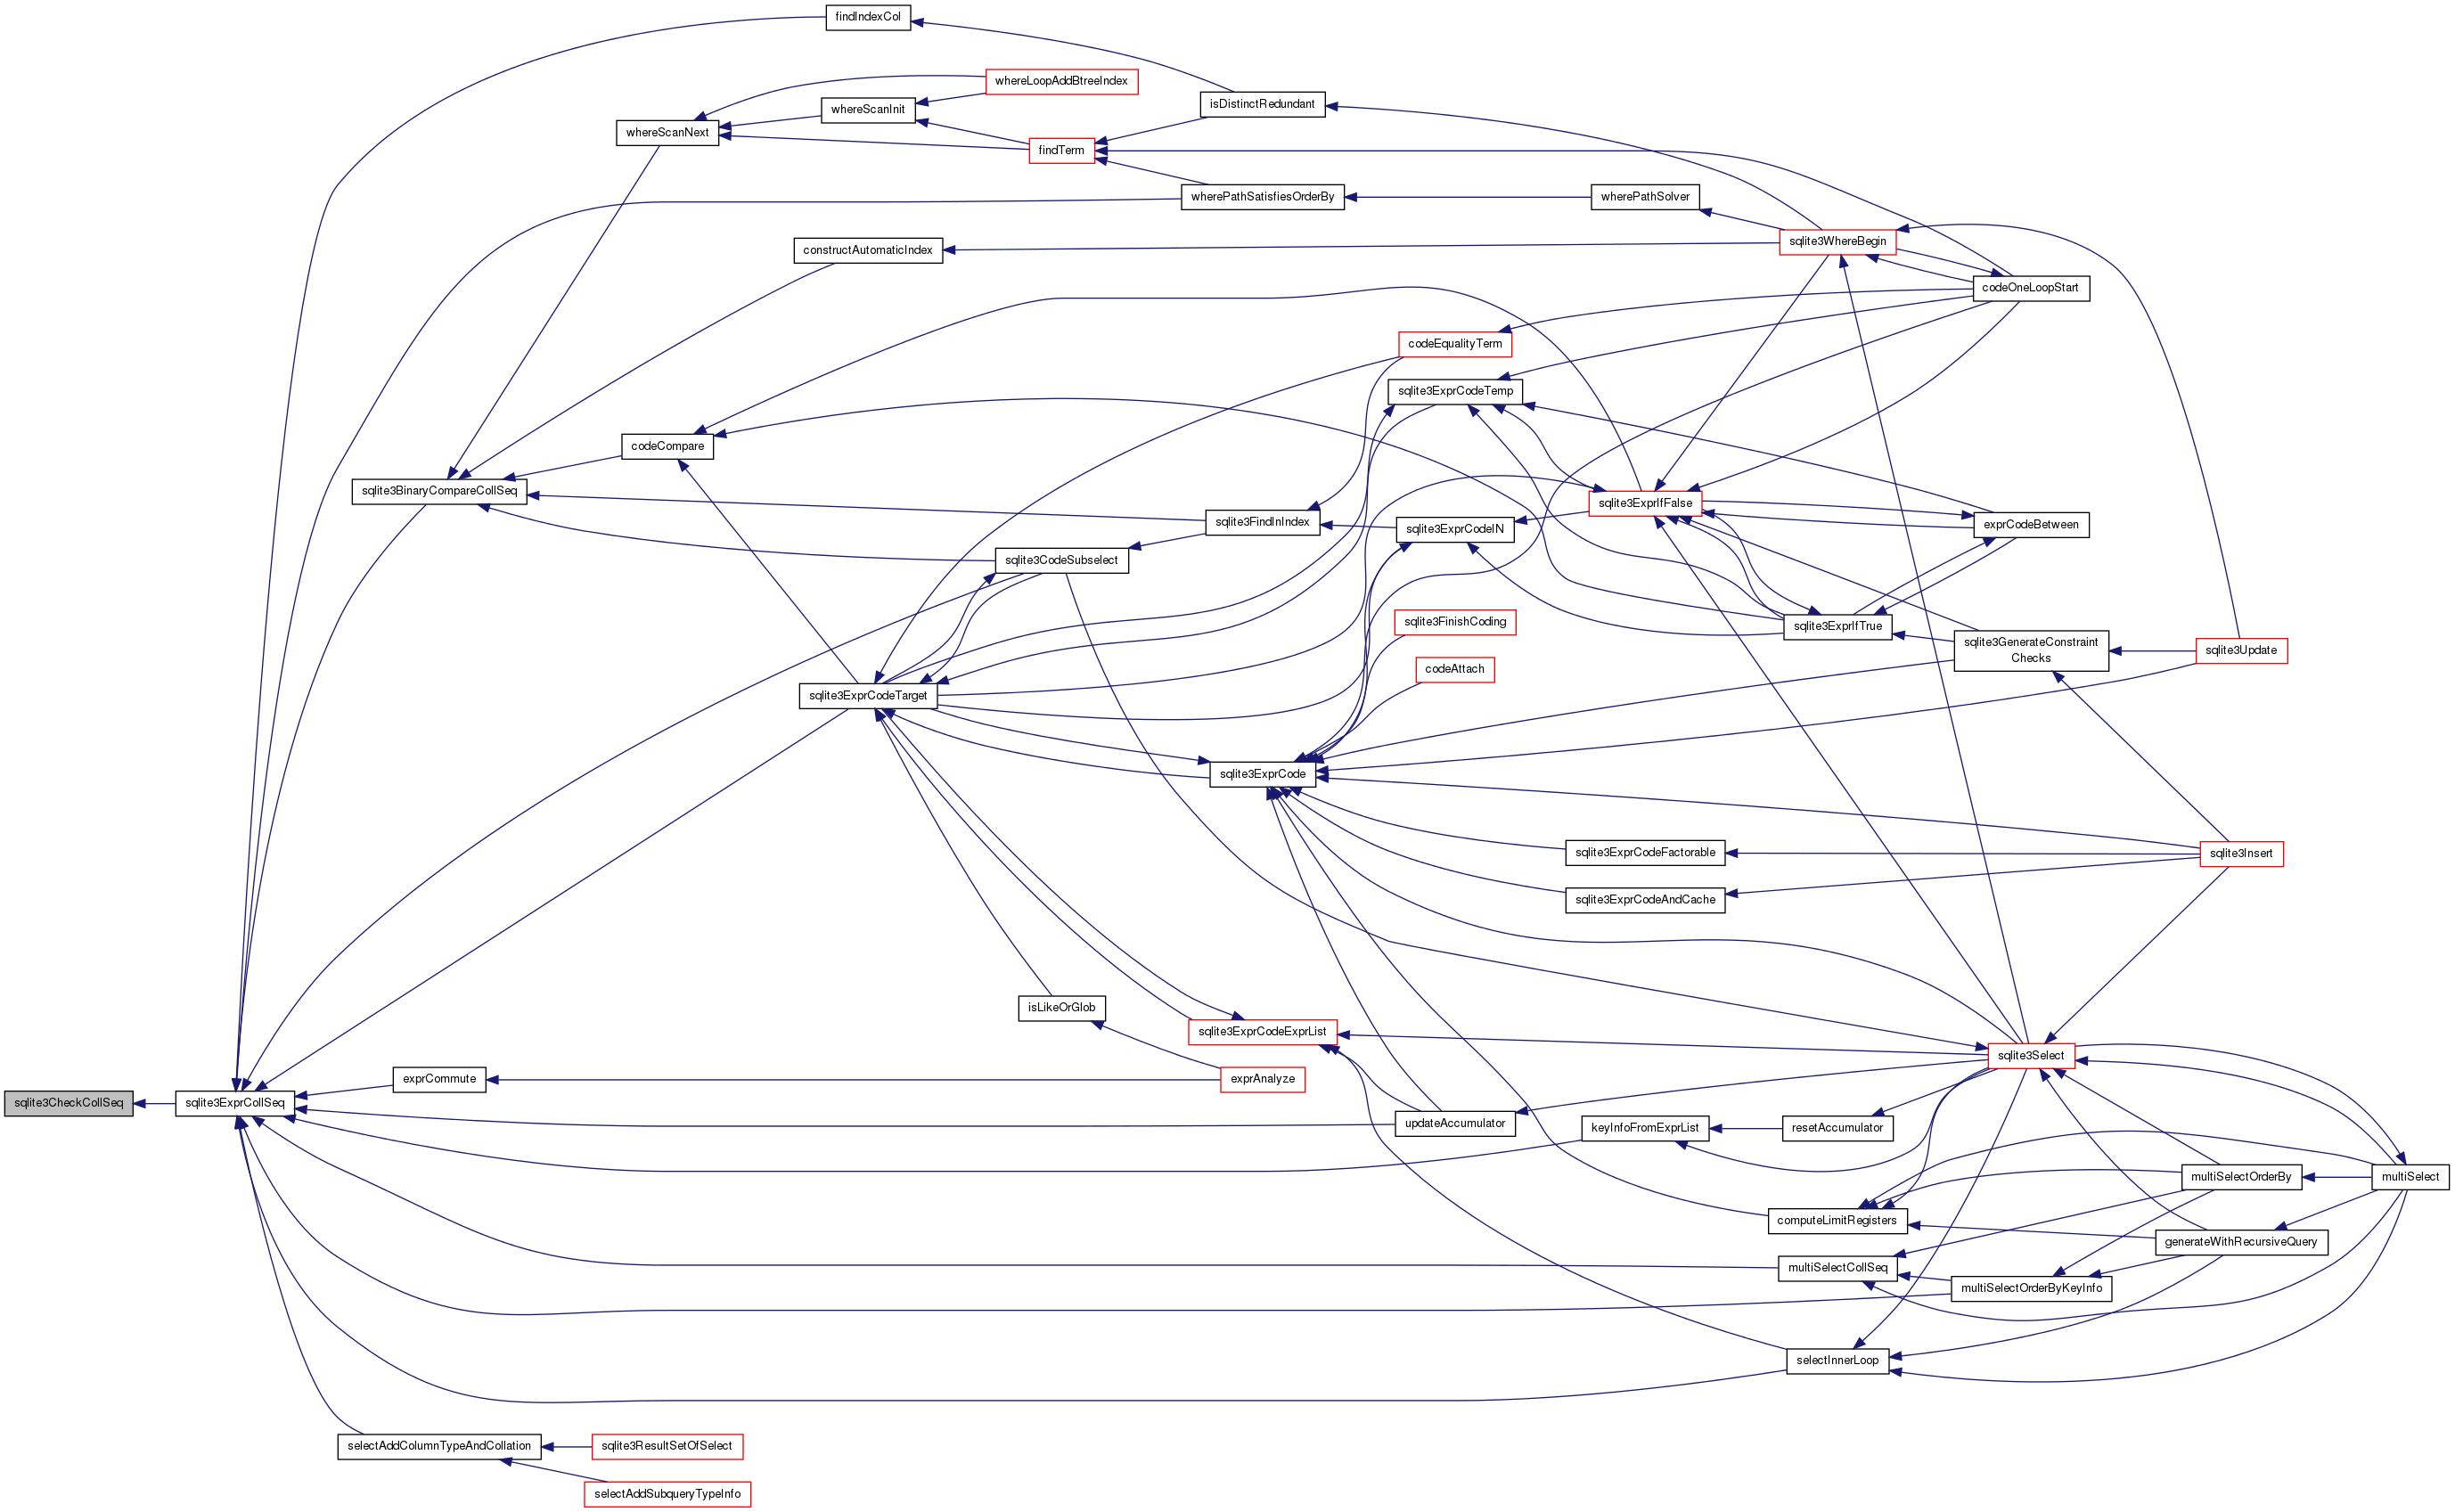 findIndexCol
whereLoopAddBtreeIndex
whereScanInit
isDistinctRedundant
whereScanNext
findTerm
wherePathSatisfiesOrderBy
wherePathSolver
constructAutomaticIndex
sqlite3WhereBegin
codeOneLoopStart
codeEqualityTerm
sqlite3ExprCodeTemp
codeCompare
sqlite3BinaryCompareCollSeq
sqlite3ExprIfFalse
sqlite3FindInIndex
sqlite3ExprCodeIN
exprCodeBetween
sqlite3CodeSubselect
sqlite3FinishCoding
sqlite3ExprIfTrue
sqlite3GenerateConstraint
Checks
sqlite3Update
codeAttach
sqlite3ExprCodeTarget
sqlite3ExprCode
sqlite3ExprCodeFactorable
sqlite3Insert
sqlite3ExprCodeAndCache
isLikeOrGlob
sqlite3ExprCodeExprList
sqlite3Select
exprCommute
exprAnalyze
sqlite3CheckCollSeq
sqlite3ExprCollSeq
updateAccumulator
keyInfoFromExprList
resetAccumulator
multiSelectOrderBy
multiSelect
computeLimitRegisters
generateWithRecursiveQuery
multiSelectCollSeq
multiSelectOrderByKeyInfo
selectInnerLoop
selectAddColumnTypeAndCollation
sqlite3ResultSetOfSelect
selectAddSubqueryTypeInfo